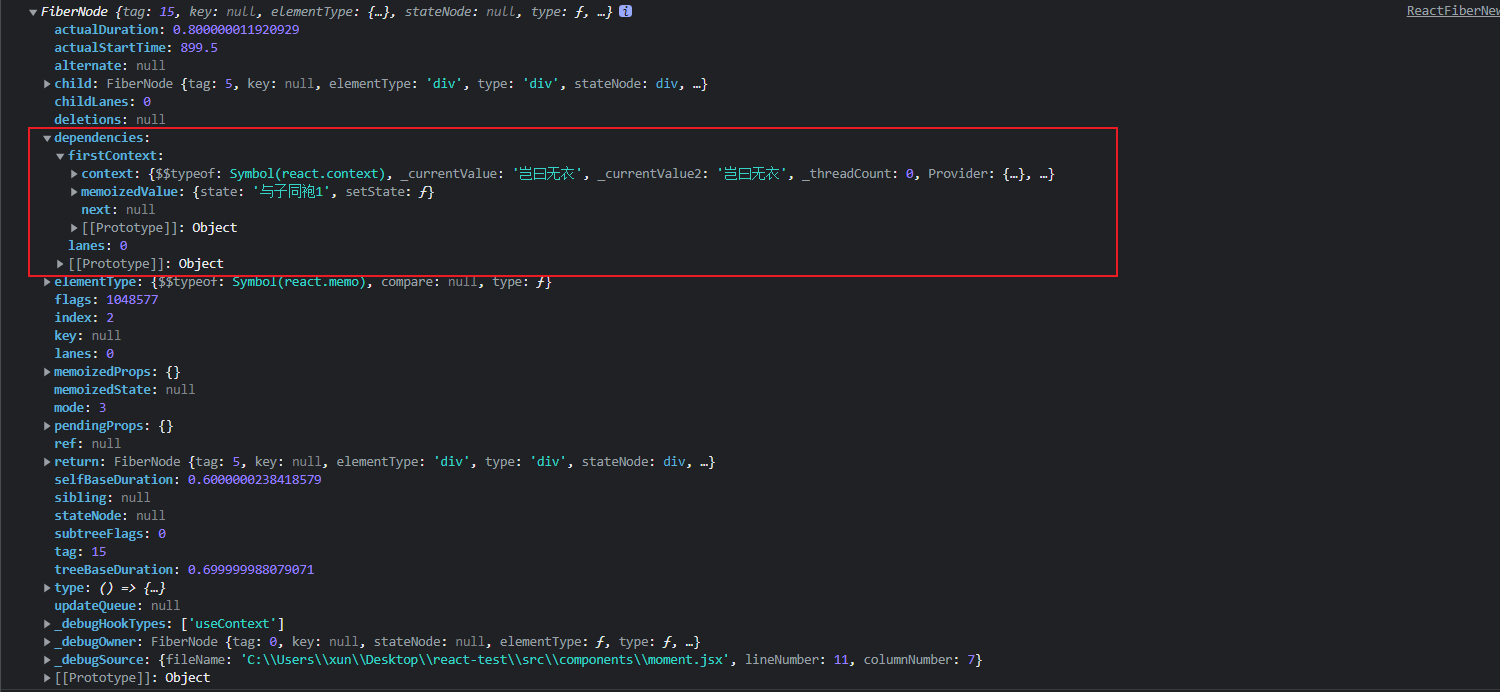 ▼FiberNode {tag: 15, key: null, elementType: {…}, stateNode: null, type: ƒ, …} i ReactFiberNew
actualDuration: 0.800000011920929
actualStartTime: 899.5
alternate: null
▶child: FiberNode {tag: 5, key: null, elementType: 'div', type: 'div', stateNode: div, …}
childLanes: 0
deletions: null
▼dependencies:
▼firstContext:
▶context: {$$typeof: Symbol(react.context), _currentValue: '岂曰无衣', _currentValue2: '岂曰无衣', _threadCount: 0, Provider: {…}, …}
▶memoizedValue: {state: '与子同袍1', setState: ƒ}
next: null
▶[[Prototype]]: Object
lanes: 0
▶[[Prototype]]: Object
▶elementType: {$$typeof: Symbol(react.memo), compare: null, type: ƒ}
flags: 1048577
index: 2
key: null
lanes: 0
▶memoizedProps: {}
memoizedState: null
mode: 3
▶pendingProps: {}
ref: null
▶return: FiberNode {tag: 5, key: null, elementType: 'div', type: 'div', stateNode: div, …}
selfBaseDuration: 0.6000000238418579
sibling: null
stateNode: null
subtreeFlags: 0
tag: 15
treeBaseDuration: 0.699999988079071
▶type: () => {…}
updateQueue: null
▶_debugHookTypes: ['useContext']
▶_debugOwner: FiberNode {tag: 0, key: null, stateNode: null, elementType: ƒ, type: ƒ, …}
▶_debugSource: {fileName: 'C:\\Users\\xun\\Desktop\\react-test\\src\\components\\moment.jsx', lineNumber: 11, columnNumber: 7}
▶[[Prototype]]: Object